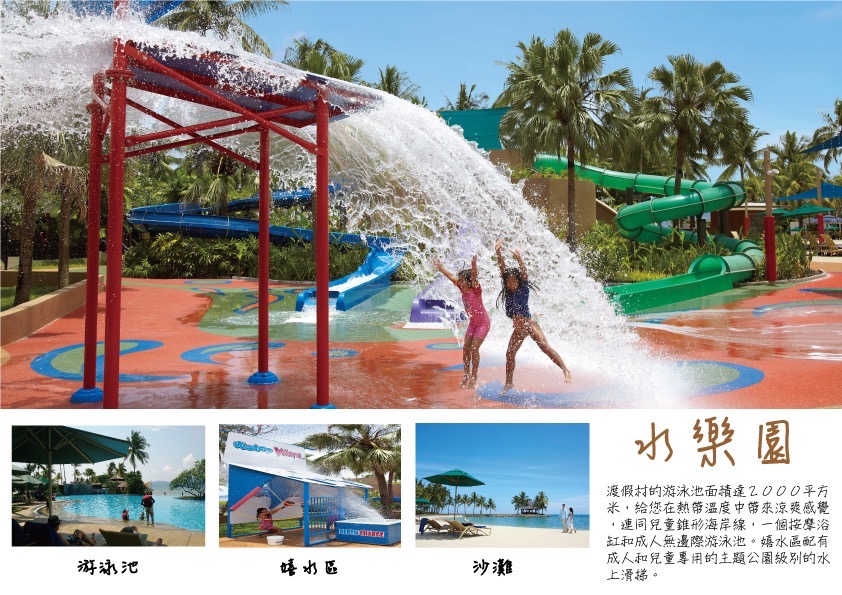 水樂園
渡假村的游泳池面積達2000平方
米，給您在熱帶溫度中帶來涼爽感覺
，連同兒童錐形海岸線，一個按摩浴
缸和成人無邊際游泳池。嬉水區配有
成人和兒童專用的主題公園級別的水
上滑梯。
游泳池
嬉水區
沙灘